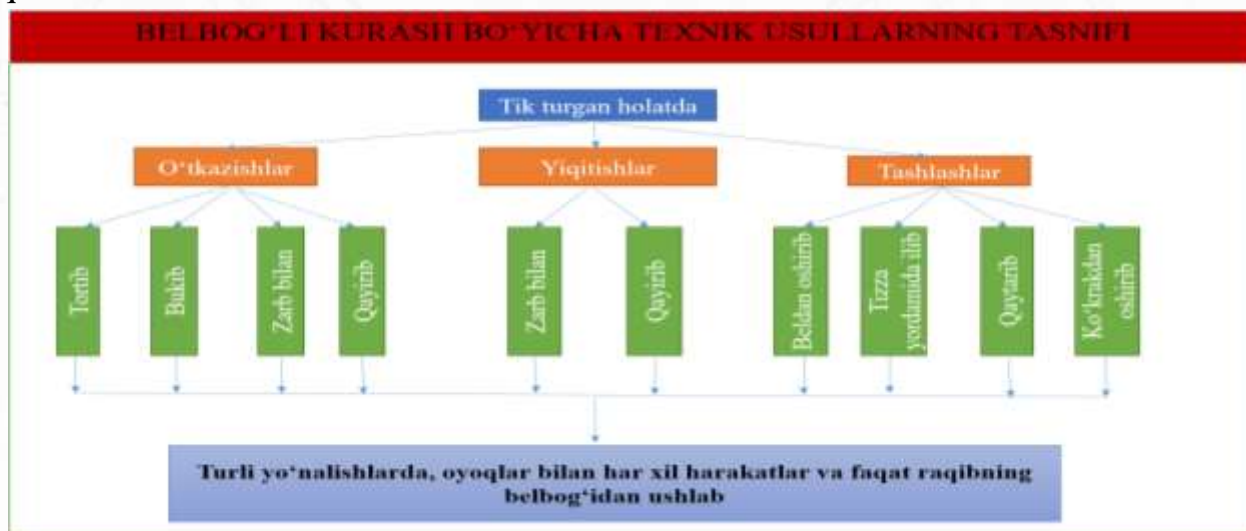 BELBOG‘LI KURASH BO‘YICHA TEXNIK USULLARNING TASNIFI
Tik turgan holatda
O‘tkazishlar
Yiqitishlar
Tashlashlar
Tortib
Bukib
Zarb bilan
Qayirib
Zarb bilan
Qayirib
Beldan oshirib
Tizza
yordamida ilib
Qaytarib
Ko‘krakdan
oshirib
Turli yo‘nalishlarda, oyoqlar bilan har xil harakatlar va faqat raqibning
belbog‘idan ushlab